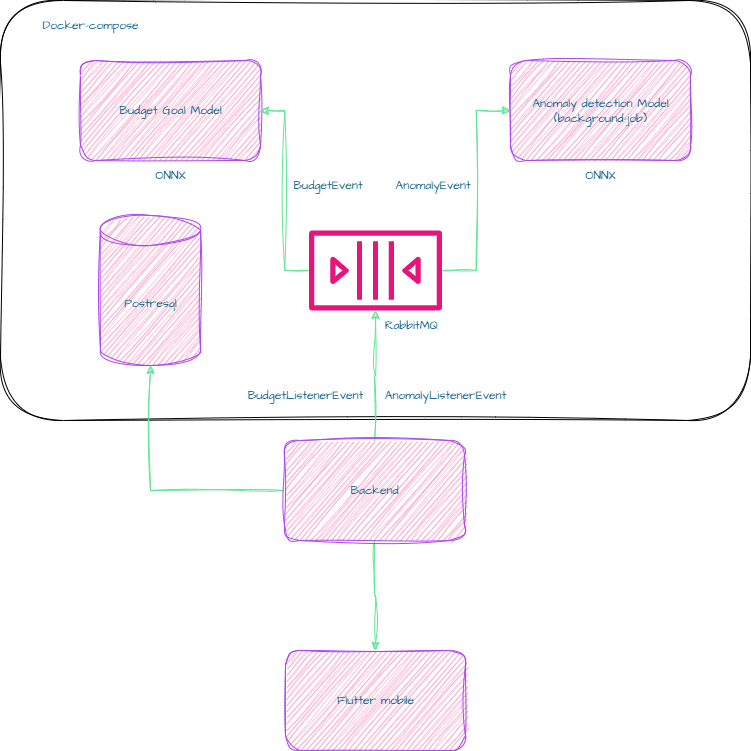 Docker-compose
Budget Goal Model
Anomaly detection Model
(background-job)
ONNX
ONNX
BudgetEvent
AnomalyEvent
Postresql
RabbitMQ
BudgetListenerEvent
AnomalyListenerEvent
Backend
Flutter mobile